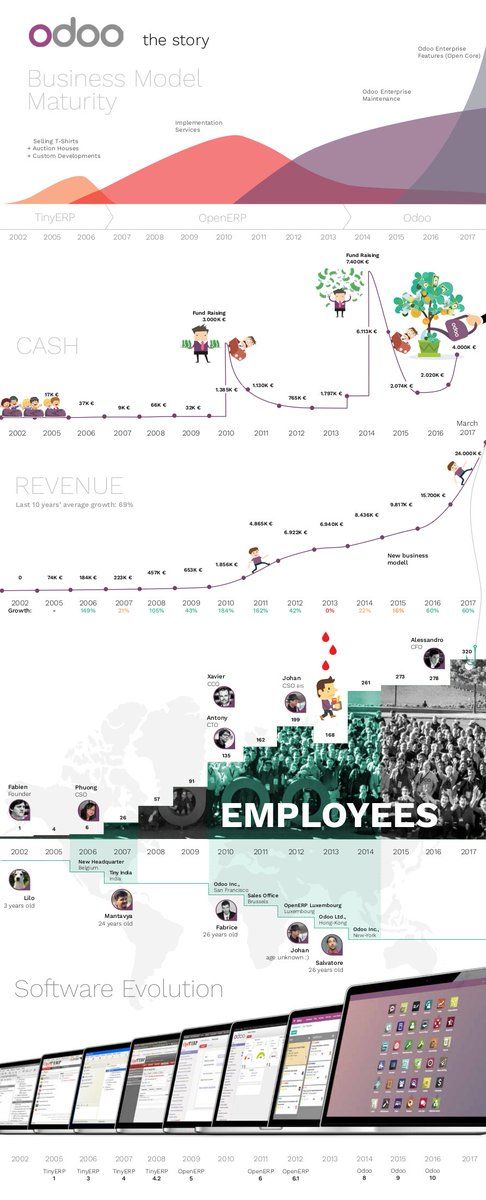 odoo the story
Business Model
Maturity
Odoo Enterprise
Features (Open Core)
Odoo Enterprise
Maintenance
Implementation
Services
Selling T-Shirts
+ Auction Houses
+ Custom Developments
TinyERP OpenERP Odoo
2002 2005 2006 2007 2008 2009 2010 2011 2012 2013 2014 2015 2016 2017
CASH
Fund Raising
7.400K €
Fund Raising
3.000K €
17K € 37K € 9K € 66K € 32K € 1.385K € 1.130K € 765K € 1.797K € 6.113K € 2.074K € 2.020K € 4.000K €
odoo
March
2002 2005 2006 2007 2008 2009 2010 2011 2012 2013 2014 2015 2016 2017
REVENUE
Last 10 years' average growth: 69%
0 74K € 184K € 223K € 457K € 653K € 1.856K € 4.865K € 6.922K € 6.940K € 8.436K € 9.817K € 15.700K € 24.000K €
New business
modell
2002 2005 2006 2007 2008 2009 2010 2011 2012 2013 2014 2015 2016 2017
Growth: - 149% 21% 105% 43% 184% 162% 42% 0% 22% 16% 60% 60%
Alessandro
CFO
Xavier
CCO
Johan
CSO BIS
Antony
CTO
Fabien
Founder
Phuong
CSO
1 4 6 26 57 91 135 162 199 168 261 273 278 320
EMPLOYEES
2002 2005 2006 2007 2008 2009 2010 2011 2012 2013 2014 2015 2016 2017
New Headquarter
Belgium
Tiny India
India
Odoo Inc.,
San Francisco
Sales Office
Brussels
OpenERP Luxembourg
Luxembourg
Odoo Ltd.,
Hong-Kong
Odoo Inc.,
New-York
Lilo
3 years old
Mantavya
24 years old
Fabrice
26 years old
Johan
age unknown ;)
Salvatore
26 years old
Software Evolution
odoo
2002 2005 2006 2007 2008 2009 2010 2011 2012 2013 2014 2015 2016 2017
TinyERP TinyERP TinyERP TinyERP OpenERP OpenERP OpenERP Odoo Odoo Odoo
1 3 4 4.2 5 6 6.1 8 9 10